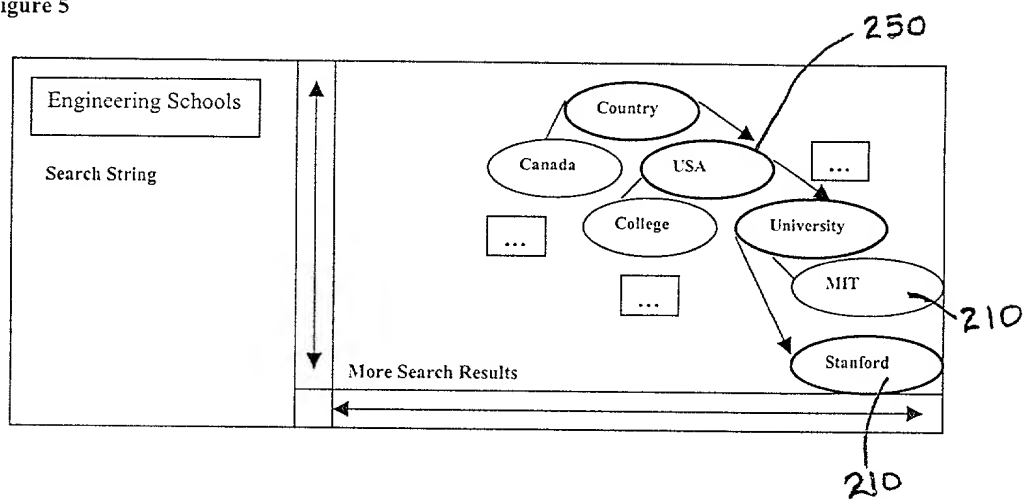 igure 5
250
Engineering Schools
Search String
Country
Canada
USA
...
College
University
...
MIT
...
210
Stanford
More Search Results
210